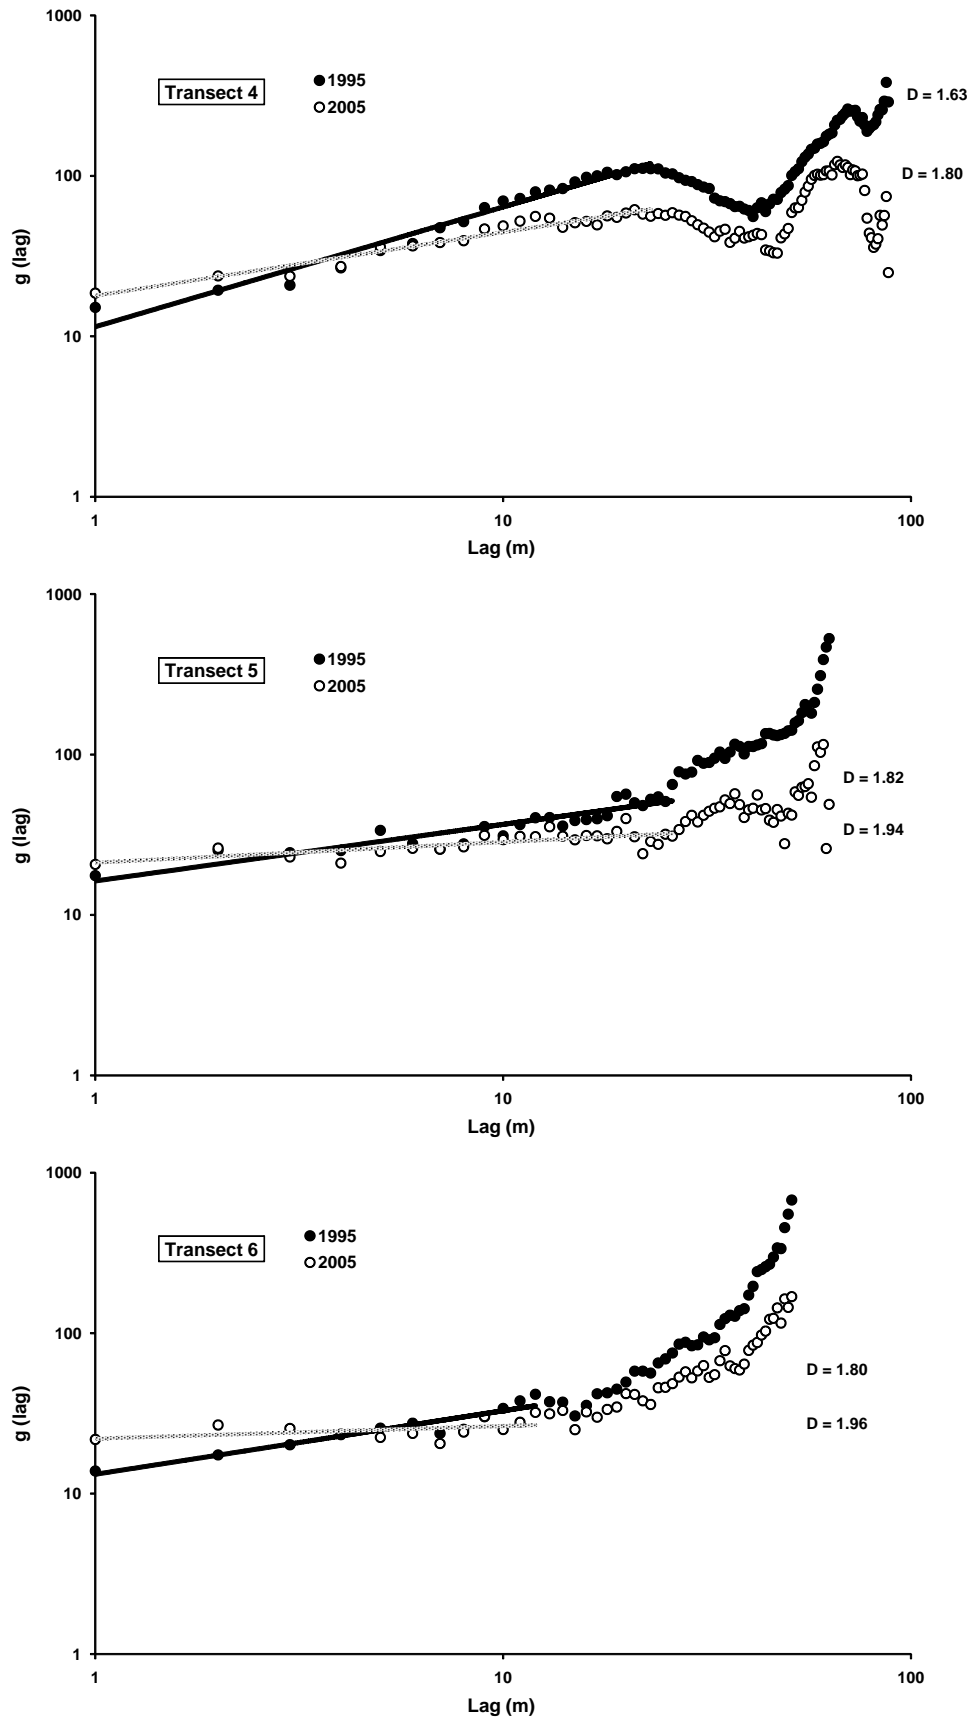 1000
Transect 4
1995
2005
D = 1.63
100
D = 1.80
g (lag)
10
1
1
10
100
Lag (m)
1000
Transect 5
1995
2005
100
D = 1.82
D = 1.94
g (lag)
10
1
1
10
100
Lag (m)
1000
Transect 6
1995
2005
100
D = 1.80
g (lag)
D = 1.96
10
1
1
10
100
Lag (m)